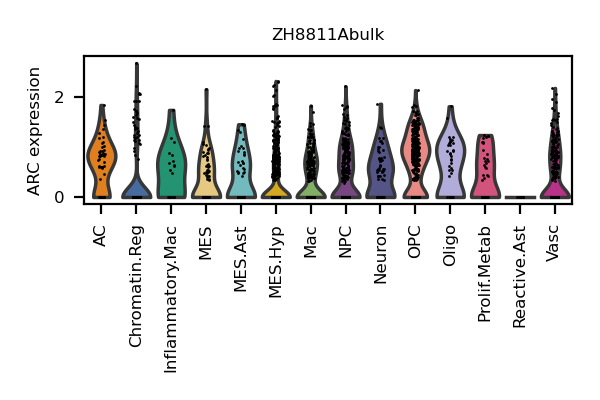 ZH8811Abulk
ARC expression
2
0
AC
Chromatin.Reg
Inflammatory.Mac
MES
MES.Ast
MES.Hyp
Mac
NPC
Neuron
OPC
Oligo
Prolif.Metab
Reactive.Ast
Vasc